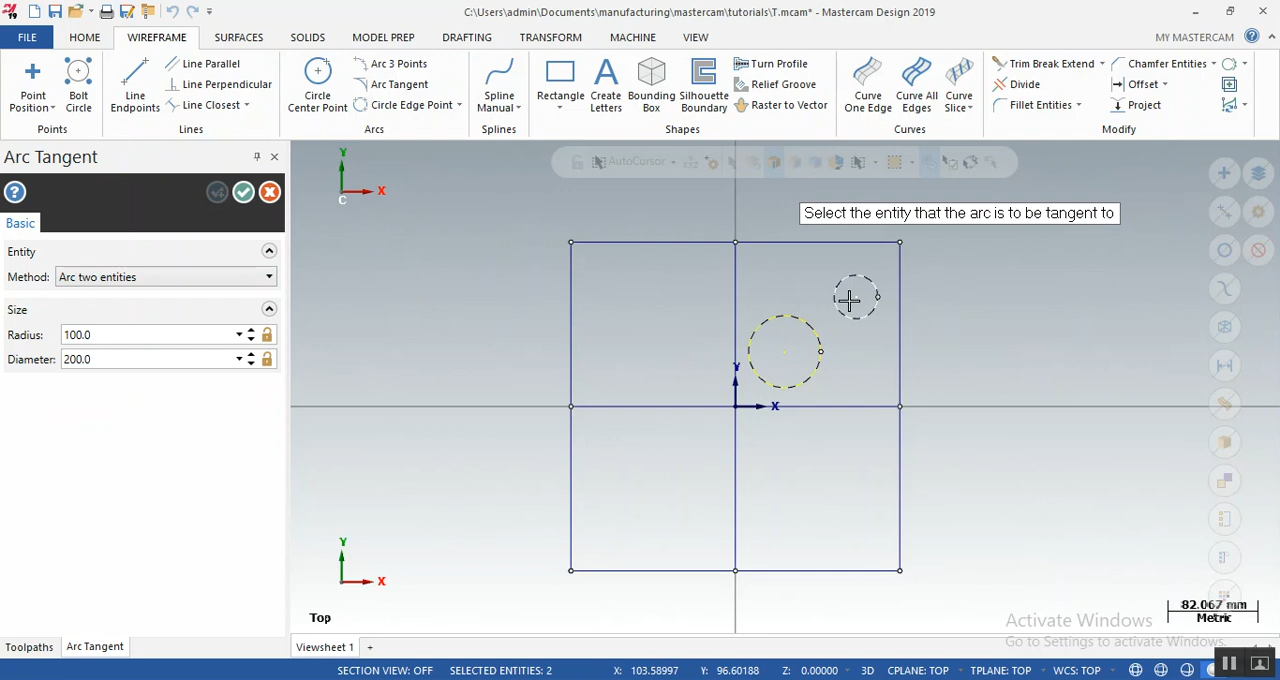 C:\Users\admin\Documents\manufacturing\mastercam\tutorials\T.mcam* - Mastercam Design 2019
FILE HOME WIREFRAME SURFACES SOLIDS MODEL PREP DRAFTING TRANSFORM MACHINE VIEW MY MASTERCAM
Point Position
Bolt Circle
Points
Line Endpoints
Line Parallel
Line Perpendicular
Line Closest
Lines
Circle Center Point
Arc 3 Points
Arc Tangent
Circle Edge Point
Arcs
Spline Manual
Splines
Rectangle
Create Letters
Bounding Box
Silhouette Boundary
Turn Profile
Relief Groove
Raster to Vector
Shapes
Curve One Edge
Curve All Edges
Curve Slice
Curves
Trim Break Extend
Divide
Fillet Entities
Chamfer Entities
Offset
Project
Modify
Arc Tangent
Basic
Entity
Method: Arc two entities
Size
Radius: 100.0
Diameter: 200.0
Y
X
C
AutoCursor
Select the entity that the arc is to be tangent to
Y
X
Y
X
Top
82.067 mm
Metric
Activate Windows
Go to Settings to activate Windows.
Toolpaths Arc Tangent
Viewsheet 1 +
SECTION VIEW: OFF SELECTED ENTITIES: 2 X: 103.58997 Y: 96.60188 Z: 0.00000 3D CPLANE: TOP TPLANE: TOP WCS: TOP